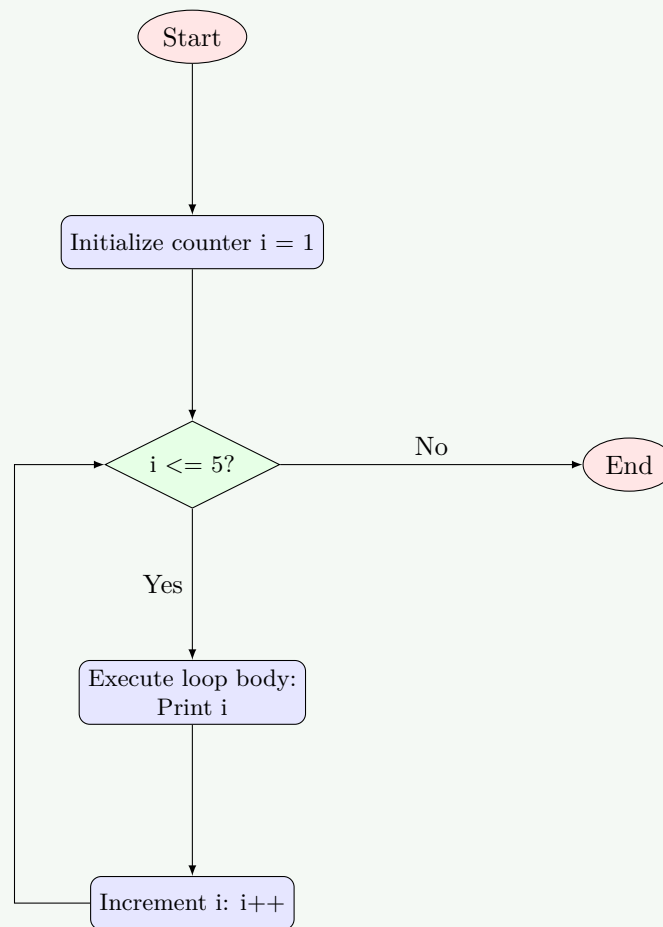 Start
Initialize counter i = 1
i <= 5?
No
End
Yes
Execute loop body:
Print i
Increment i: i++